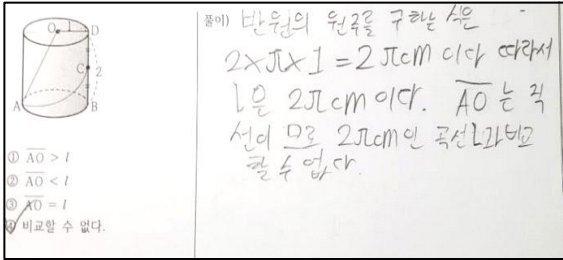 O 1 D
C 2
A B
① AO > l
② AO < l
③ AO = l
④ 비교할 수 없다.
풀이) 반원의 원주를 구하는 식은
2×π×1=2πcm 이다 따라서
l은 2πcm 이다. AO는 직
선이 므로 2πcm인 곡선 l과 비교
할 수 없다.